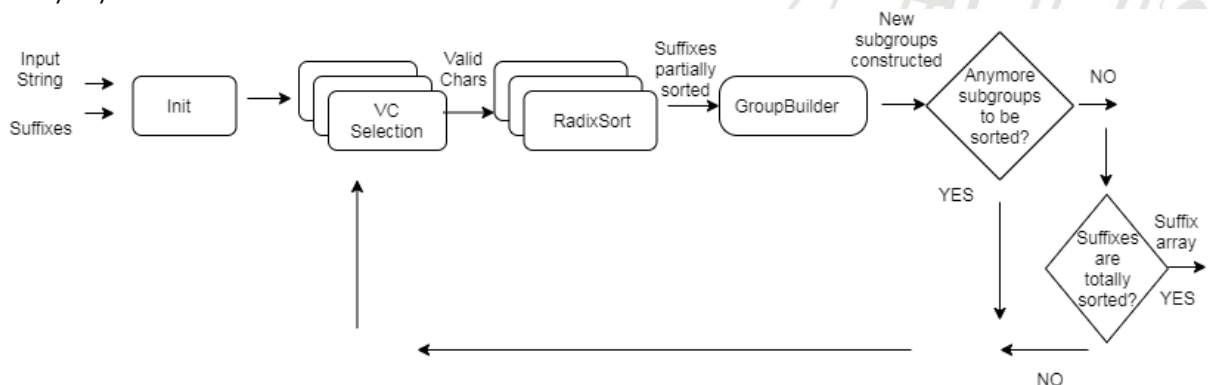 Input
String
Suffixes
Init
VC
Selection
Valid
Chars
RadixSort
Suffixes
partially
sorted
GroupBuilder
New
subgroups
constructed
Anymore
subgroups
to be
sorted?
NO
YES
Suffixes
are
totally
sorted?
Suffix
array
YES
NO